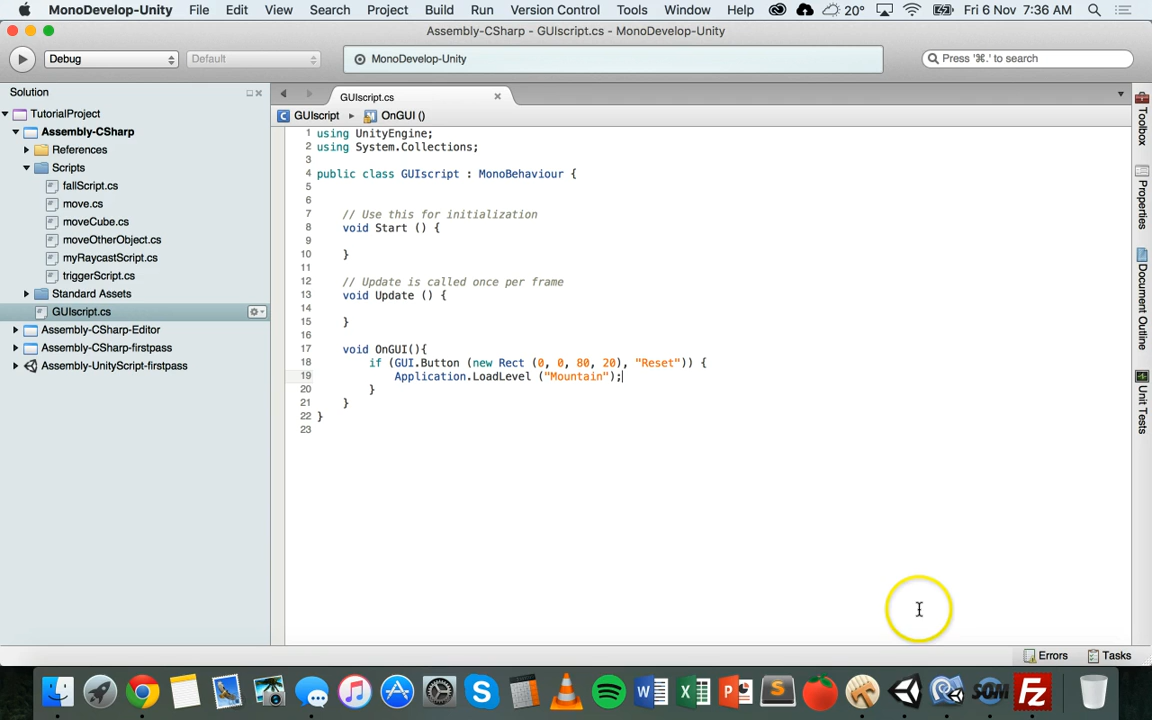 MonoDevelop-Unity File Edit View Search Project Build Run Version Control Tools Window Help 20° Fri 6 Nov 7:36 AM
Assembly-CSharp - GUIscript.cs - MonoDevelop-Unity
Debug Default MonoDevelop-Unity Press '⌘.' to search
Solution
TutorialProject
Assembly-CSharp
References
Scripts
fallScript.cs
move.cs
moveCube.cs
moveOtherObject.cs
myRaycastScript.cs
triggerScript.cs
Standard Assets
GUIscript.cs
Assembly-CSharp-Editor
Assembly-CSharp-firstpass
Assembly-UnityScript-firstpass
GUIscript.cs
GUIscript OnGUI ()
1 using UnityEngine;
2 using System.Collections;
3
4 public class GUIscript : MonoBehaviour {
5
6
7 // Use this for initialization
8 void Start () {
9
10 }
11
12 // Update is called once per frame
13 void Update () {
14
15 }
16
17 void OnGUI(){
18 if (GUI.Button (new Rect (0, 0, 80, 20), "Reset")) {
19 Application.LoadLevel ("Mountain");
20 }
21 }
22 }
23
Toolbox
Properties
Document Outline
Unit Tests
Errors Tasks
SOM
Fz